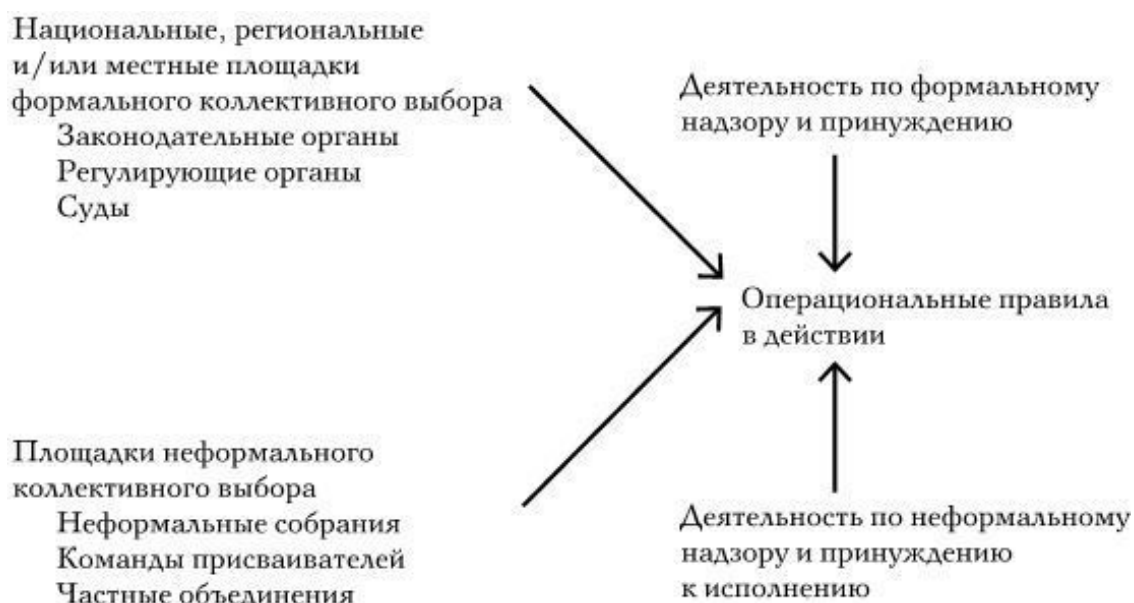 Национальные, региональные
и/или местные площадки
формального коллективного выбора
Законодательные органы
Регулирующие органы
Суды
Деятельность по формальному
надзору и принуждению
Операциональные правила
в действии
Площадки неформального
коллективного выбора
Неформальные собрания
Команды присваивателей
Частные объединения
Деятельность по неформальному
надзору и принуждению
к исполнению